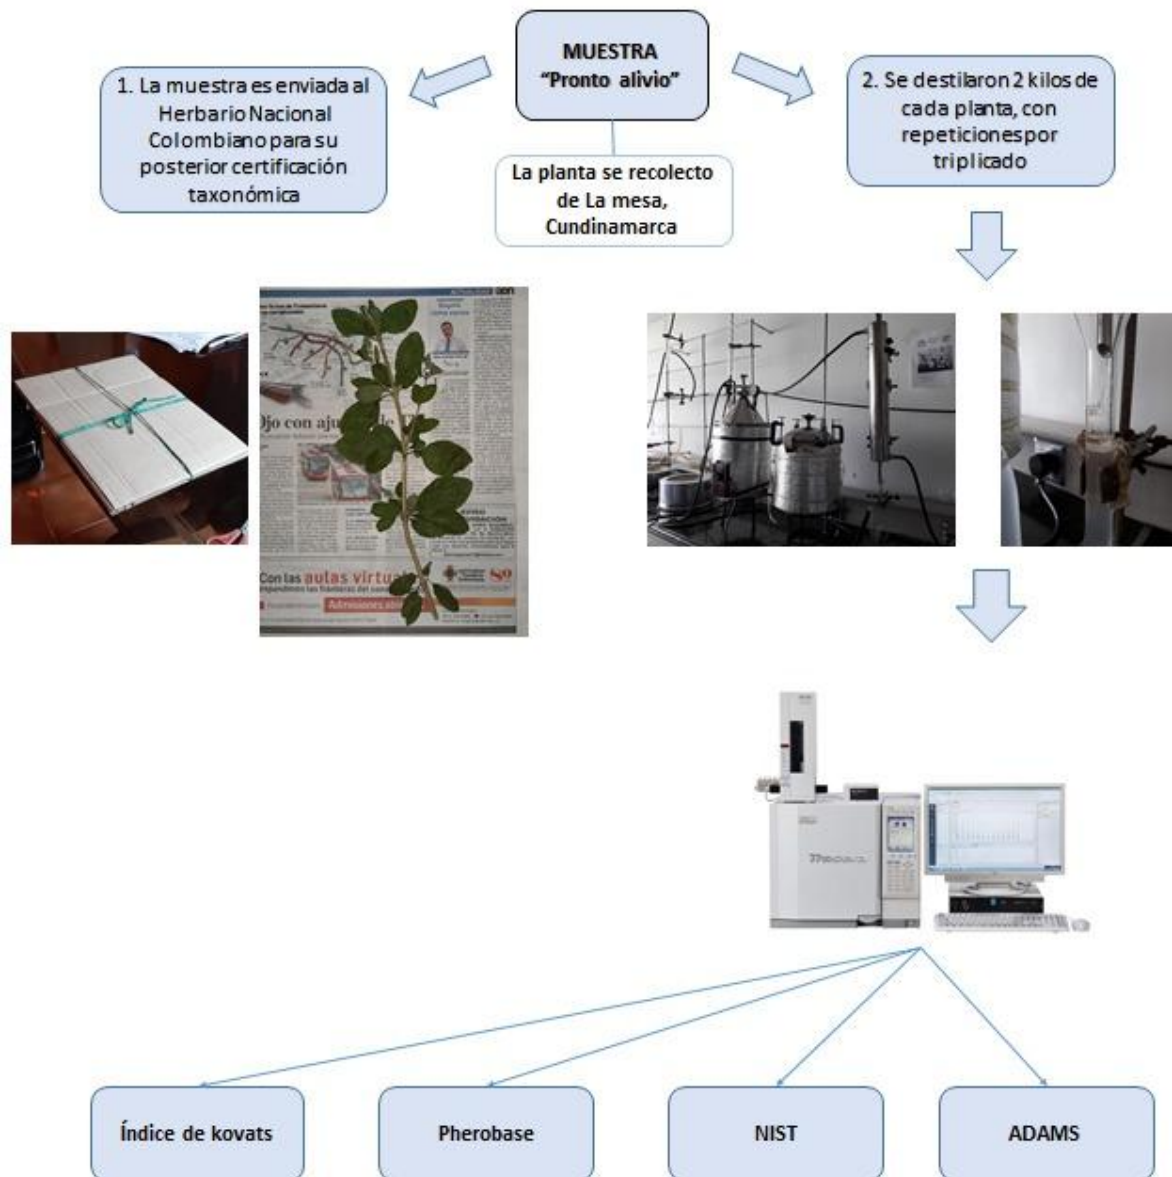 MUESTRA
“Pronto alivio”
La planta se recolecto
de La mesa,
Cundinamarca
1. La muestra es enviada al
Herbario Nacional
Colombiano para su
posterior certificación
taxonómica
2. Se destilaron 2 kilos de
cada planta, con
repeticionespor
triplicado
Ojo con aju
Con las aulas virtu
Admisiones
Índice de kovats
Pherobase
NIST
ADAMS